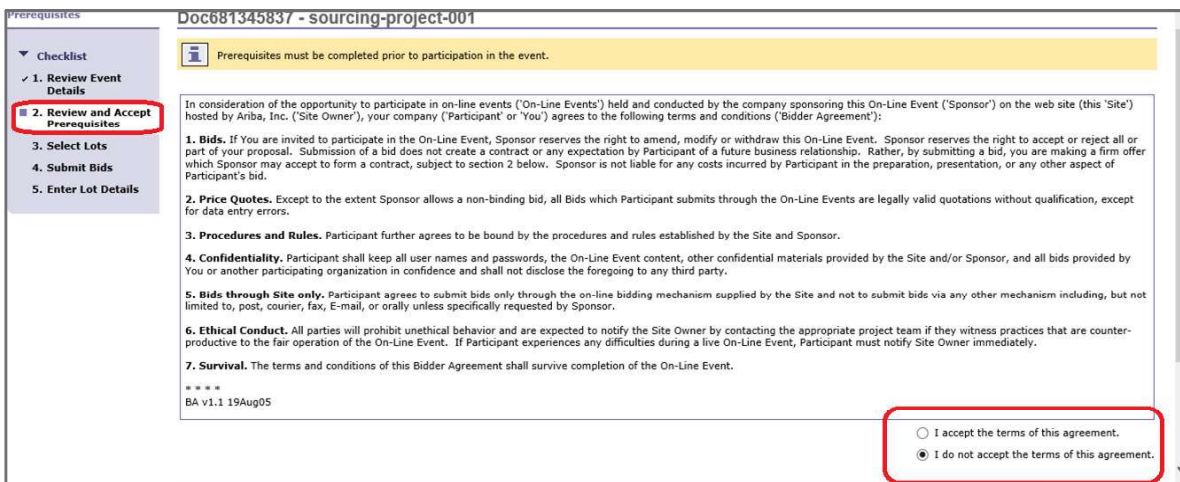 Prerequisites
Doc681345837 - sourcing-project-001
▼ Checklist
✓ 1. Review Event
Details
2. Review and Accept
Prerequisites
3. Select Lots
4. Submit Bids
5. Enter Lot Details
Prerequisites must be completed prior to participation in the event.
In consideration of the opportunity to participate in on-line events ('On-Line Events') held and conducted by the company sponsoring this On-Line Event ('Sponsor') on the web site (this 'Site')
hosted by Ariba, Inc. ('Site Owner'), your company ('Participant' or 'You') agrees to the following terms and conditions ('Bidder Agreement'):
1. Bids. If You are invited to participate in the On-Line Event, Sponsor reserves the right to amend, modify or withdraw this On-Line Event. Sponsor reserves the right to accept or reject all or
part of your proposal. Submission of a bid does not create a contract or any expectation by Participant of a future business relationship. Rather, by submitting a bid, you are making a firm offer
which Sponsor may accept to form a contract, subject to section 2 below. Sponsor is not liable for any costs incurred by Participant in the preparation, presentation, or any other aspect of
Participant's bid.
2. Price Quotes. Except to the extent Sponsor allows a non-binding bid, all Bids which Participant submits through the On-Line Events are legally valid quotations without qualification, except
for data entry errors.
3. Procedures and Rules. Participant further agrees to be bound by the procedures and rules established by the Site and Sponsor.
4. Confidentiality. Participant shall keep all user names and passwords, the On-Line Event content, other confidential materials provided by the Site and/or Sponsor, and all bids provided by
You or another participating organization in confidence and shall not disclose the foregoing to any third party.
5. Bids through Site only. Participant agrees to submit bids only through the on-line bidding mechanism supplied by the Site and not to submit bids via any other mechanism including, but not
limited to, post, courier, fax, E-mail, or orally unless specifically requested by Sponsor.
6. Ethical Conduct. All parties will prohibit unethical behavior and are expected to notify the Site Owner by contacting the appropriate project team if they witness practices that are counter-
productive to the fair operation of the On-Line Event. If Participant experiences any difficulties during a live On-Line Event, Participant must notify Site Owner immediately.
7. Survival. The terms and conditions of this Bidder Agreement shall survive completion of the On-Line Event.
* * * *
BA v1.1 19Aug05
I accept the terms of this agreement.
I do not accept the terms of this agreement.